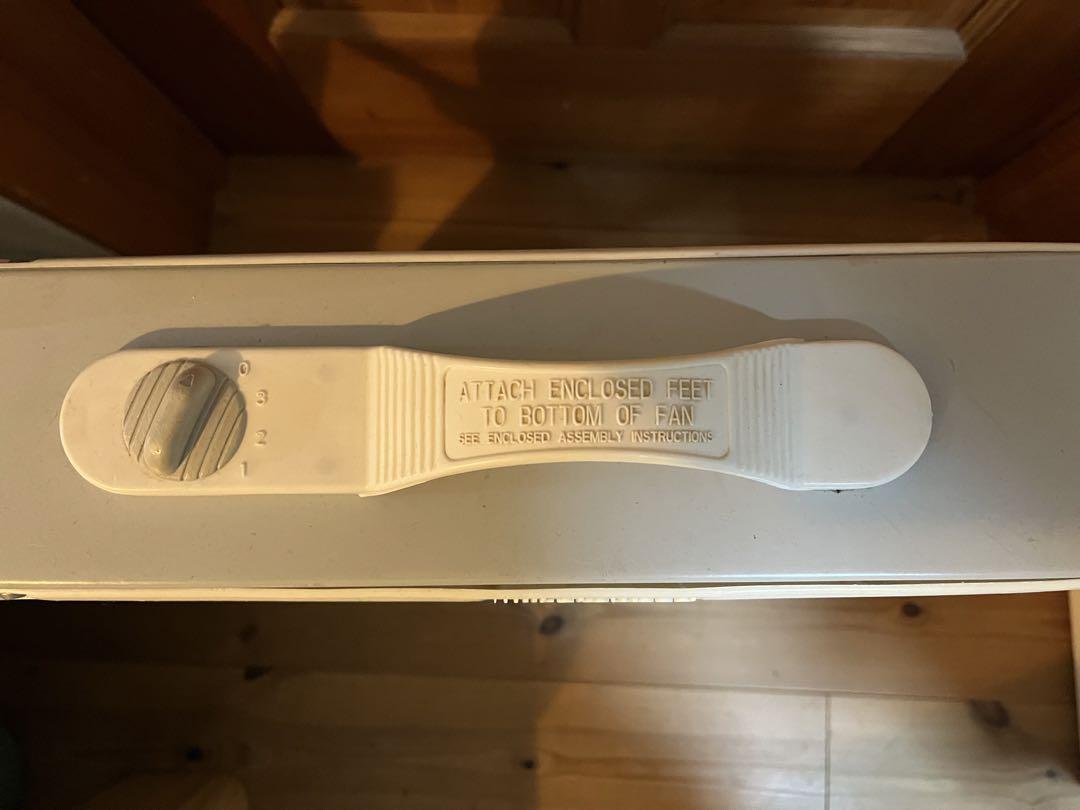 0
3
2
1
ATTACH ENCLOSED FEET
TO BOTTOM OF FAN
SEE ENCLOSED ASSEMBLY INSTRUCTIONS